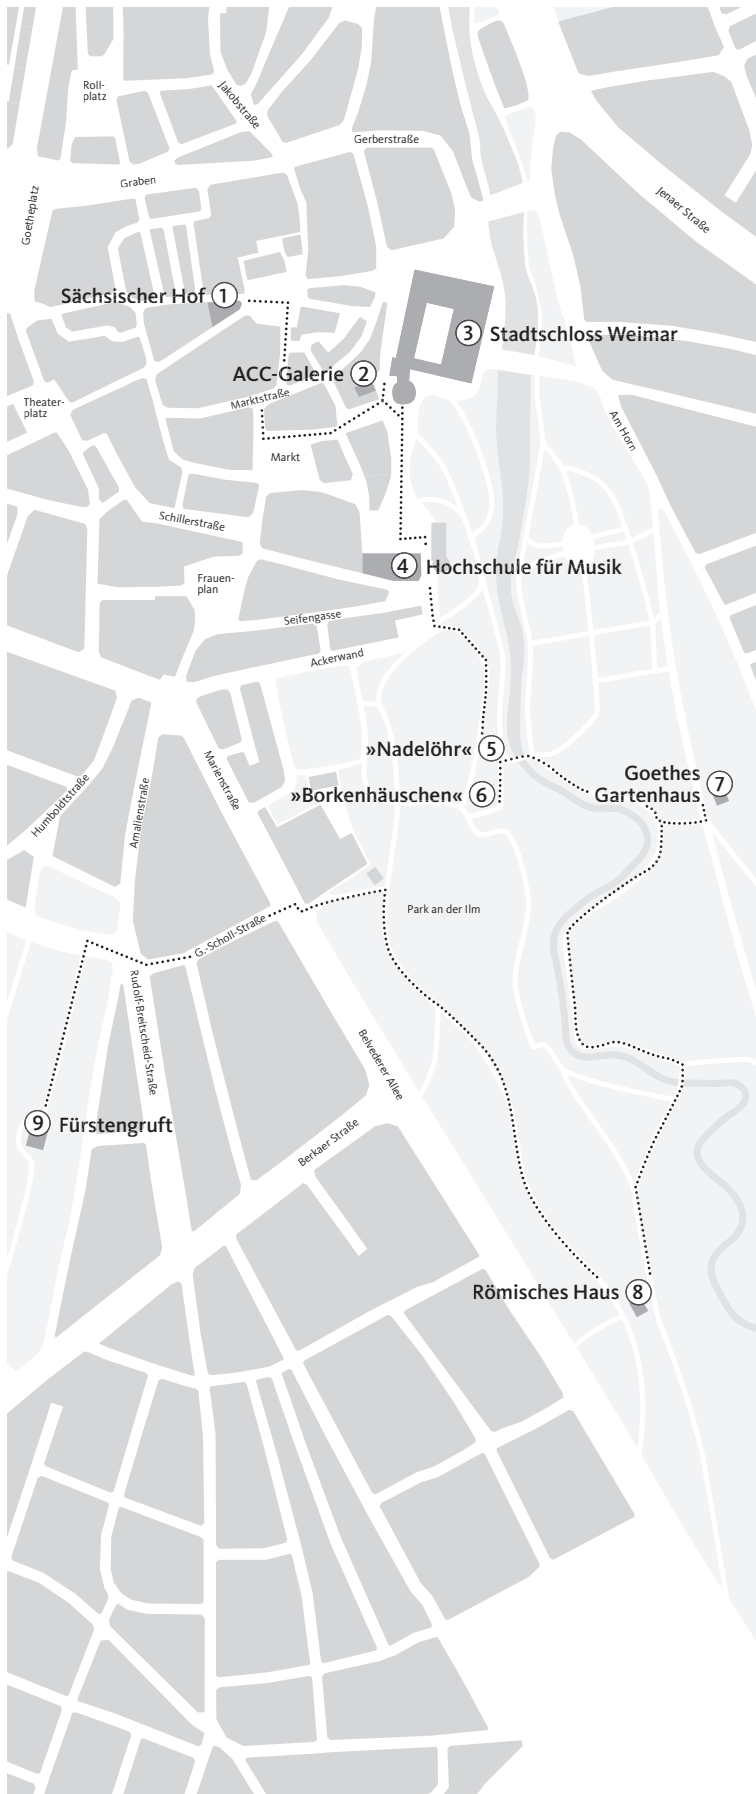 Roll-
platz
Jakobstraße
Gerberstraße
Graben
Goetheplatz
Jenaer Straße
Sächsischer Hof 1
3 Stadtschloss Weimar
ACC-Galerie 2
Marktstraße
Theater-
platz
Am Horn
Markt
Schillerstraße
4 Hochschule für Musik
Frauen-
plan
Seifengasse
Ackerwand
»Nadelöhr« 5
Marienstraße
Goethes
Gartenhaus 7
»Borkenhäuschen« 6
Humboldtstraße
Amalienstraße
Park an der Ilm
G.-Scholl-Straße
Rudolf-Breitscheid-Straße
Belvederer Allee
9 Fürstengruft
Berkaer Straße
Römisches Haus 8